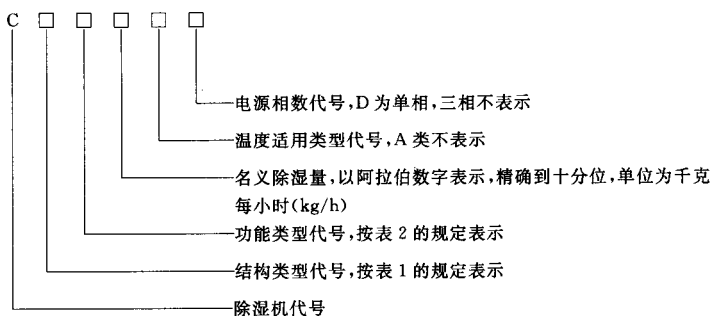 C □ □ □ □ □
电源相数代号,D 为单相,三相不表示
温度适用类型代号,A 类不表示
名义除湿量,以阿拉伯数字表示,精确到十分位,单位为千克
每小时(kg/h)
功能类型代号,按表 2 的规定表示
结构类型代号,按表 1 的规定表示
除湿机代号